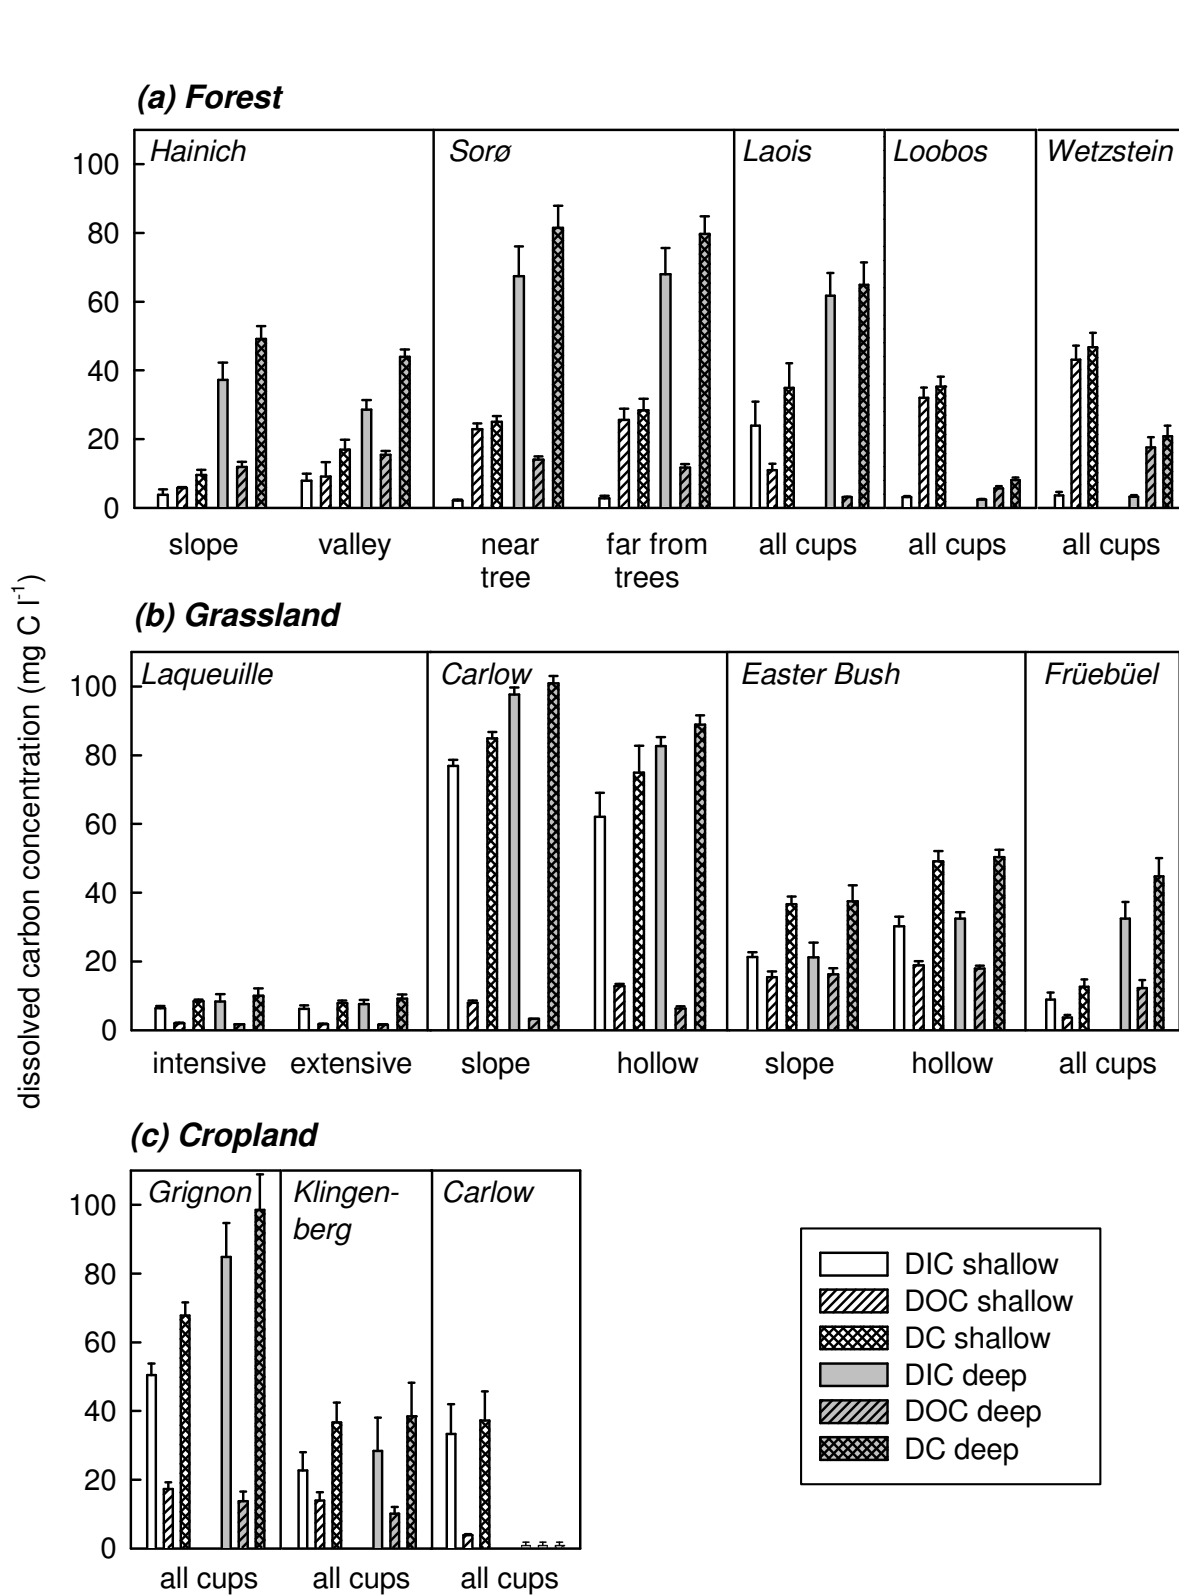 (a) Forest
Hainich Sorø Laois Loobos Wetzstein
100
80
60
40
20
0
slope valley near tree far from trees all cups all cups all cups
dissolved carbon concentration (mg C l-1)
(b) Grassland
Laqueuille Carlow Easter Bush Früebüel
100
80
60
40
20
0
intensive extensive slope hollow slope hollow all cups
(c) Cropland
Grignon Klingen-
berg Carlow
100
80
60
40
20
0
all cups all cups all cups
DIC shallow
DOC shallow
DC shallow
DIC deep
DOC deep
DC deep